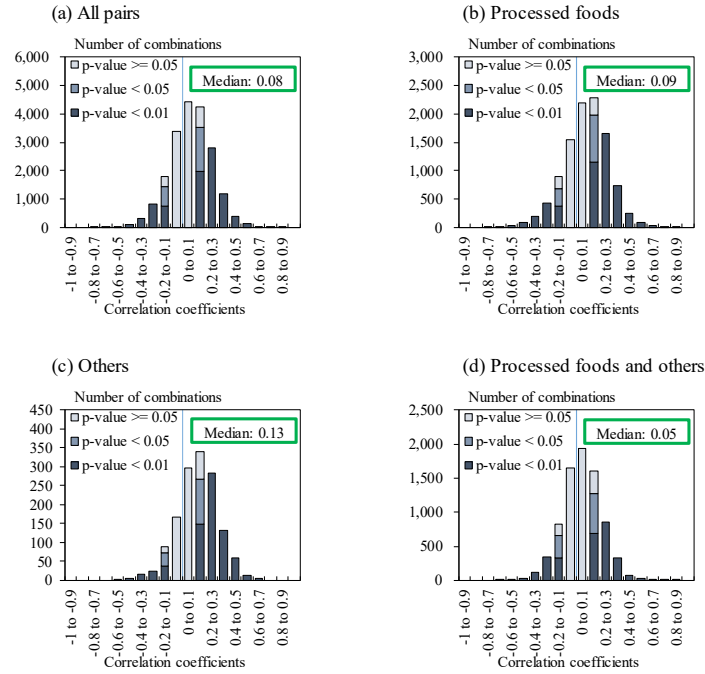 (a) All pairs
Number of combinations
6,000
5,000
4,000
3,000
2,000
1,000
0
p-value >= 0.05
p-value < 0.05
p-value < 0.01
Median: 0.08
-1 to -0.9
-0.8 to -0.7
-0.6 to -0.5
-0.4 to -0.3
-0.2 to -0.1
0 to 0.1
0.2 to 0.3
0.4 to 0.5
0.6 to 0.7
0.8 to 0.9
Correlation coefficients
(b) Processed foods
Number of combinations
3,000
2,500
2,000
1,500
1,000
500
0
p-value >= 0.05
p-value < 0.05
p-value < 0.01
Median: 0.09
-1 to -0.9
-0.8 to -0.7
-0.6 to -0.5
-0.4 to -0.3
-0.2 to -0.1
0 to 0.1
0.2 to 0.3
0.4 to 0.5
0.6 to 0.7
0.8 to 0.9
Correlation coefficients
(c) Others
Number of combinations
450
400
350
300
250
200
150
100
50
0
p-value >= 0.05
p-value < 0.05
p-value < 0.01
Median: 0.13
-1 to -0.9
-0.8 to -0.7
-0.6 to -0.5
-0.4 to -0.3
-0.2 to -0.1
0 to 0.1
0.2 to 0.3
0.4 to 0.5
0.6 to 0.7
0.8 to 0.9
Correlation coefficients
(d) Processed foods and others
Number of combinations
2,500
2,000
1,500
1,000
500
0
p-value >= 0.05
p-value < 0.05
p-value < 0.01
Median: 0.05
-1 to -0.9
-0.8 to -0.7
-0.6 to -0.5
-0.4 to -0.3
-0.2 to -0.1
0 to 0.1
0.2 to 0.3
0.4 to 0.5
0.6 to 0.7
0.8 to 0.9
Correlation coefficients